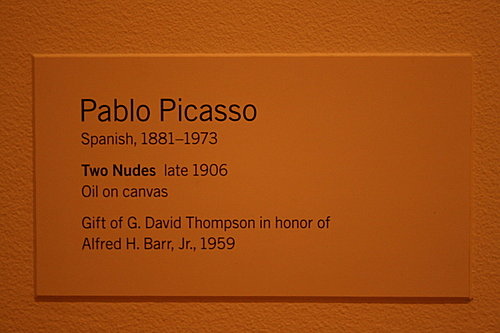 Pablo Picasso
Spanish, 1881–1973
Two Nudes late 1906
Oil on canvas
Gift of G. David Thompson in honor of
Alfred H. Barr, Jr., 1959